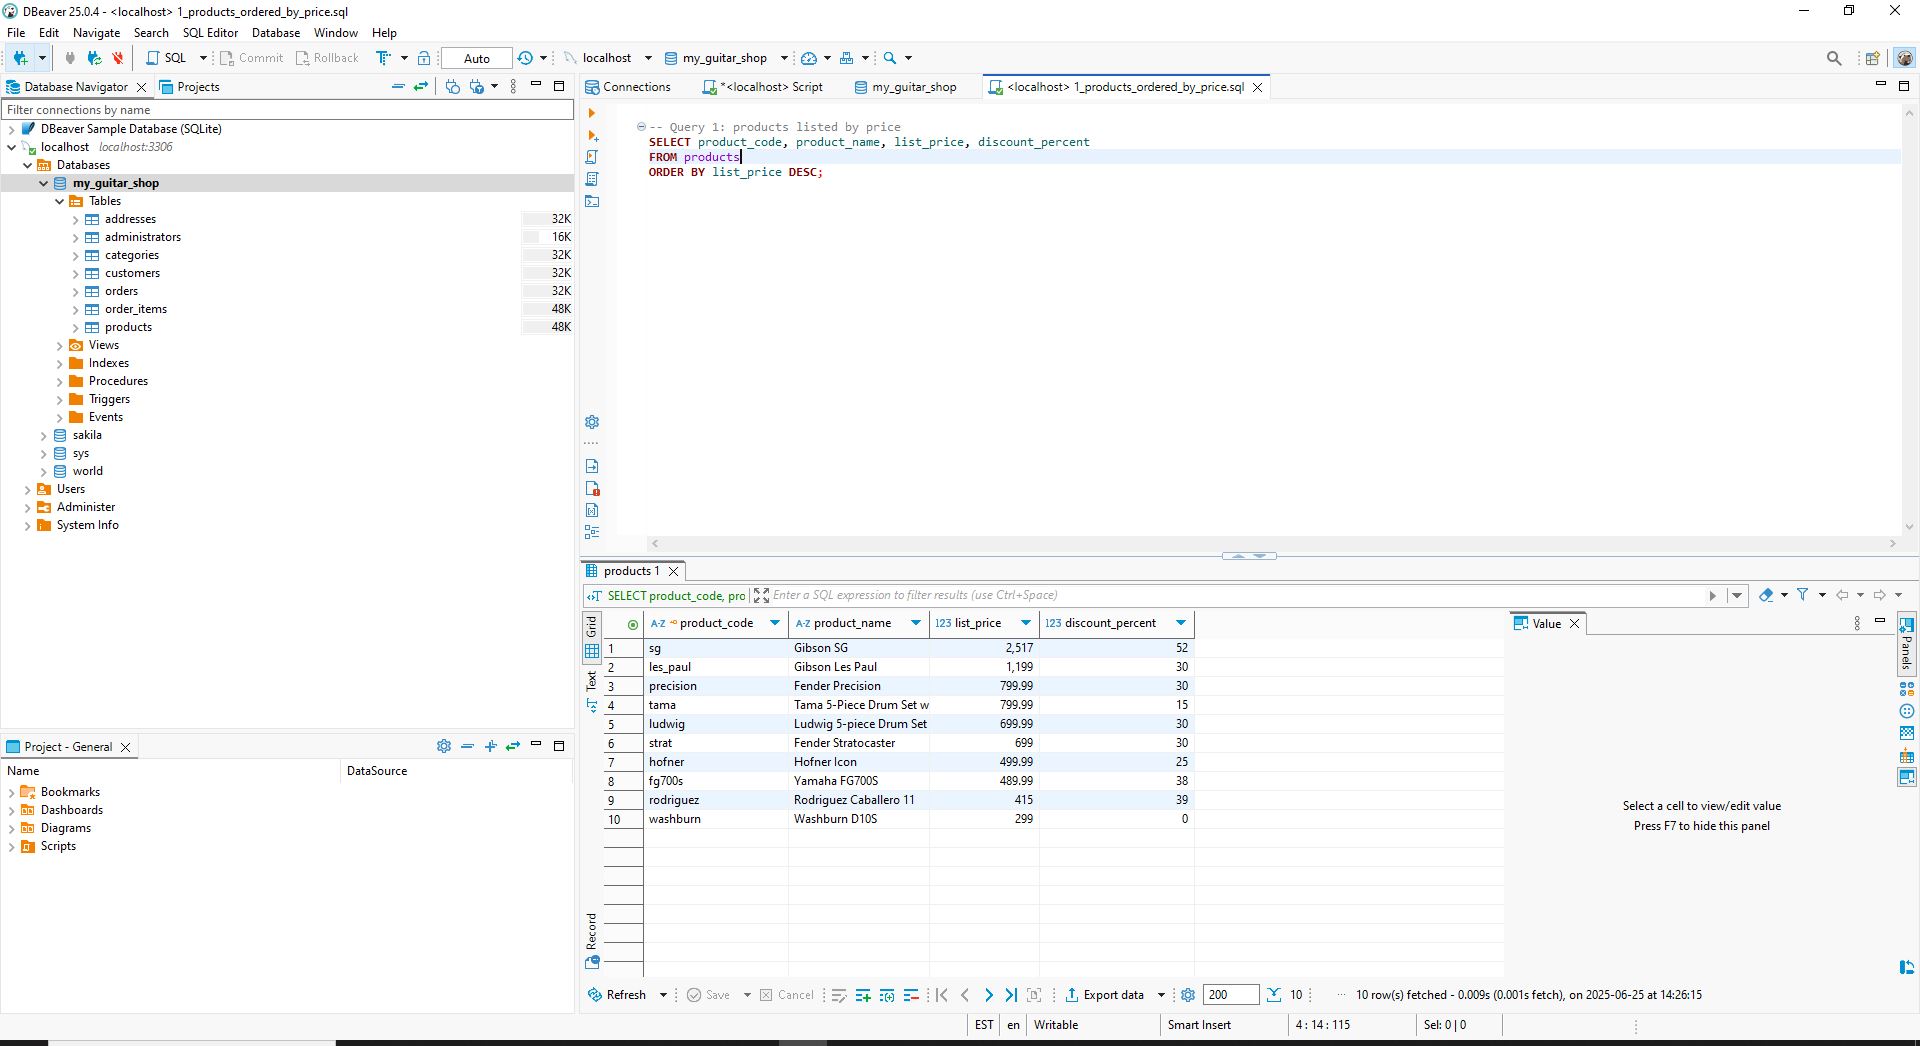 DBeaver 25.0.4 - <localhost> 1_products_ordered_by_price.sql
File Edit Navigate Search SQL Editor Database Window Help
SQL Commit Rollback Auto localhost my_guitar_shop
Database Navigator Projects
Filter connections by name
DBeaver Sample Database (SQLite)
localhost localhost:3306
Databases
my_guitar_shop
Tables
addresses 32K
administrators 16K
categories 32K
customers 32K
orders 32K
order_items 48K
products 48K
Views
Indexes
Procedures
Triggers
Events
sakila
sys
world
Users
Administer
System Info
Project - General
Name DataSource
Bookmarks
Dashboards
Diagrams
Scripts
Connections *<localhost> Script my_guitar_shop <localhost> 1_products_ordered_by_price.sql
-- Query 1: products listed by price
SELECT product_code, product_name, list_price, discount_percent
FROM products
ORDER BY list_price DESC;
products 1
SELECT product_code, pro Enter a SQL expression to filter results (use Ctrl+Space)
Grid
Text
Record
A-Z product_code A-Z product_name 123 list_price 123 discount_percent
1 sg Gibson SG 2,517 52
2 les_paul Gibson Les Paul 1,199 30
3 precision Fender Precision 799.99 30
4 tama Tama 5-Piece Drum Set w 799.99 15
5 ludwig Ludwig 5-piece Drum Set 699.99 30
6 strat Fender Stratocaster 699 30
7 hofner Hofner Icon 499.99 25
8 fg700s Yamaha FG700S 489.99 38
9 rodriguez Rodriguez Caballero 11 415 39
10 washburn Washburn D10S 299 0
Value
Select a cell to view/edit value
Press F7 to hide this panel
Panels
Refresh Save Cancel Export data 200 10 10 row(s) fetched - 0.009s (0.001s fetch), on 2025-06-25 at 14:26:15
EST en Writable Smart Insert 4 : 14 : 115 Sel: 0 | 0